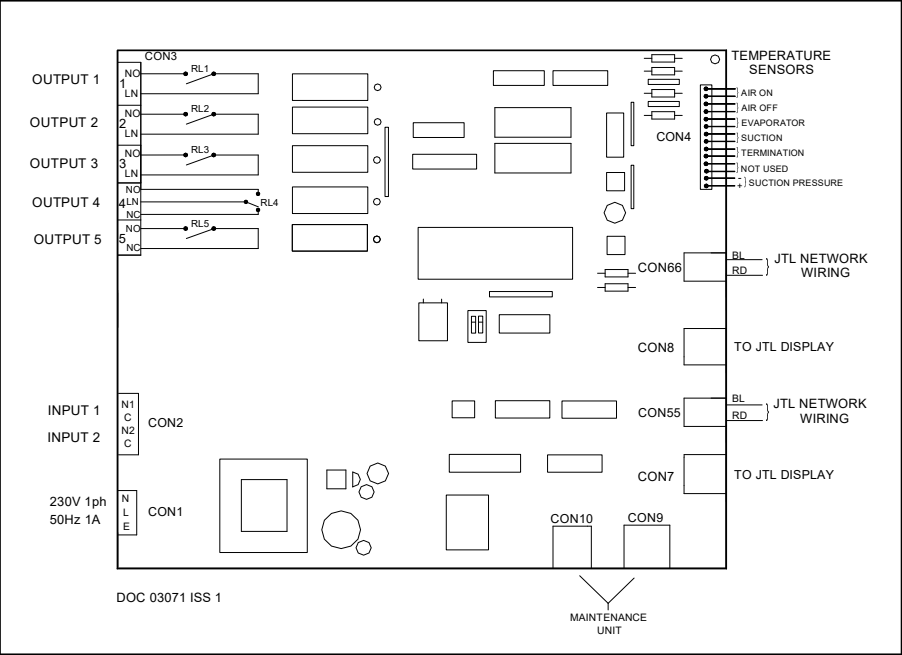 CON3
TEMPERATURE
SENSORS
OUTPUT 1
1
NO
LN
RL1
OUTPUT 2
2
NO
LN
RL2
OUTPUT 3
3
NO
LN
RL3
OUTPUT 4
4
NO
LN
NC
RL4
OUTPUT 5
5
NO
NC
RL5
CON4
AIR ON
AIR OFF
EVAPORATOR
SUCTION
TERMINATION
NOT USED
- + SUCTION PRESSURE
CON66
BL
RD
JTL NETWORK
WIRING
CON8
TO JTL DISPLAY
INPUT 1
INPUT 2
N1
C
N2
C
CON2
CON55
BL
RD
JTL NETWORK
WIRING
CON7
TO JTL DISPLAY
230V 1ph
50Hz 1A
N
L
E
CON1
CON10
CON9
MAINTENANCE
UNIT
DOC 03071 ISS 1